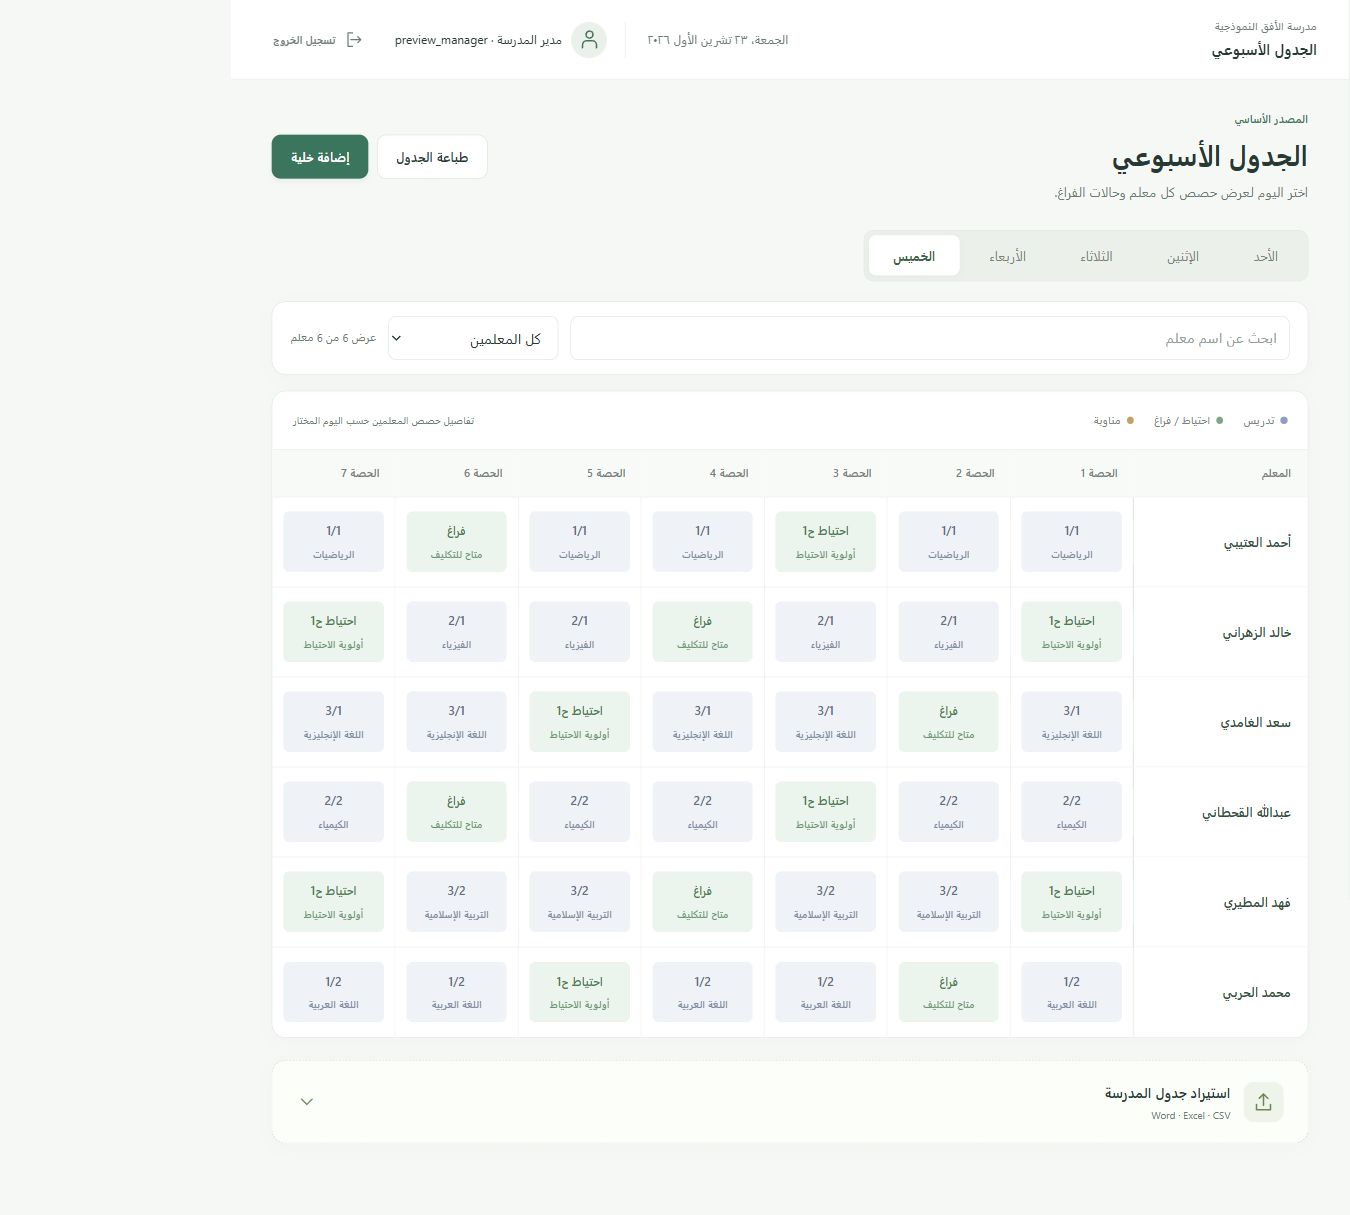 مدرسة الأفق النموذجية
الجدول الأسبوعي
الجمعة، ٢٣ تشرين الأول ٢٠٢٦
مدير المدرسة · preview_manager
تسجيل الخروج
المصدر الأساسي
الجدول الأسبوعي
اختر اليوم لعرض حصص كل معلم وحالات الفراغ.
طباعة الجدول
إضافة خلية
الأحد الإثنين الثلاثاء الأربعاء الخميس
ابحث عن اسم معلم
كل المعلمين
عرض 6 من 6 معلم
تدريس احتياط / فراغ مناوبة
تفاصيل حصص المعلمين حسب اليوم المختار
المعلم الحصة 1 الحصة 2 الحصة 3 الحصة 4 الحصة 5 الحصة 6 الحصة 7
أحمد العتيبي
1/1 1/1 احتياط ح1 1/1 1/1 فراغ 1/1
الرياضيات الرياضيات أولوية الاحتياط الرياضيات الرياضيات متاح للتكليف الرياضيات
خالد الزهراني
احتياط ح1 2/1 2/1 فراغ 2/1 2/1 احتياط ح1
أولوية الاحتياط الفيزياء الفيزياء متاح للتكليف الفيزياء الفيزياء أولوية الاحتياط
سعد الغامدي
3/1 فراغ 3/1 3/1 احتياط ح1 3/1 3/1
اللغة الإنجليزية متاح للتكليف اللغة الإنجليزية اللغة الإنجليزية أولوية الاحتياط اللغة الإنجليزية اللغة الإنجليزية
عبدالله القحطاني
2/2 2/2 احتياط ح1 2/2 2/2 فراغ 2/2
الكيمياء الكيمياء أولوية الاحتياط الكيمياء الكيمياء متاح للتكليف الكيمياء
فهد المطيري
احتياط ح1 3/2 3/2 فراغ 3/2 3/2 احتياط ح1
أولوية الاحتياط التربية الإسلامية التربية الإسلامية متاح للتكليف التربية الإسلامية التربية الإسلامية أولوية الاحتياط
محمد الحربي
1/2 فراغ 1/2 1/2 احتياط ح1 1/2 1/2
اللغة العربية متاح للتكليف اللغة العربية اللغة العربية أولوية الاحتياط اللغة العربية اللغة العربية
استيراد جدول المدرسة
Word · Excel · CSV